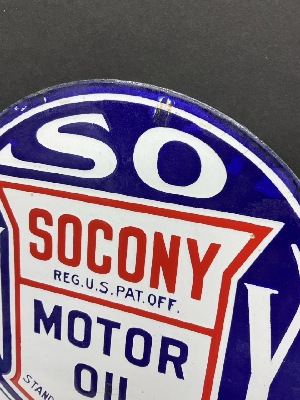 SO
SOCONY
REG. U.S. PAT. OFF.
MOTOR
OIL